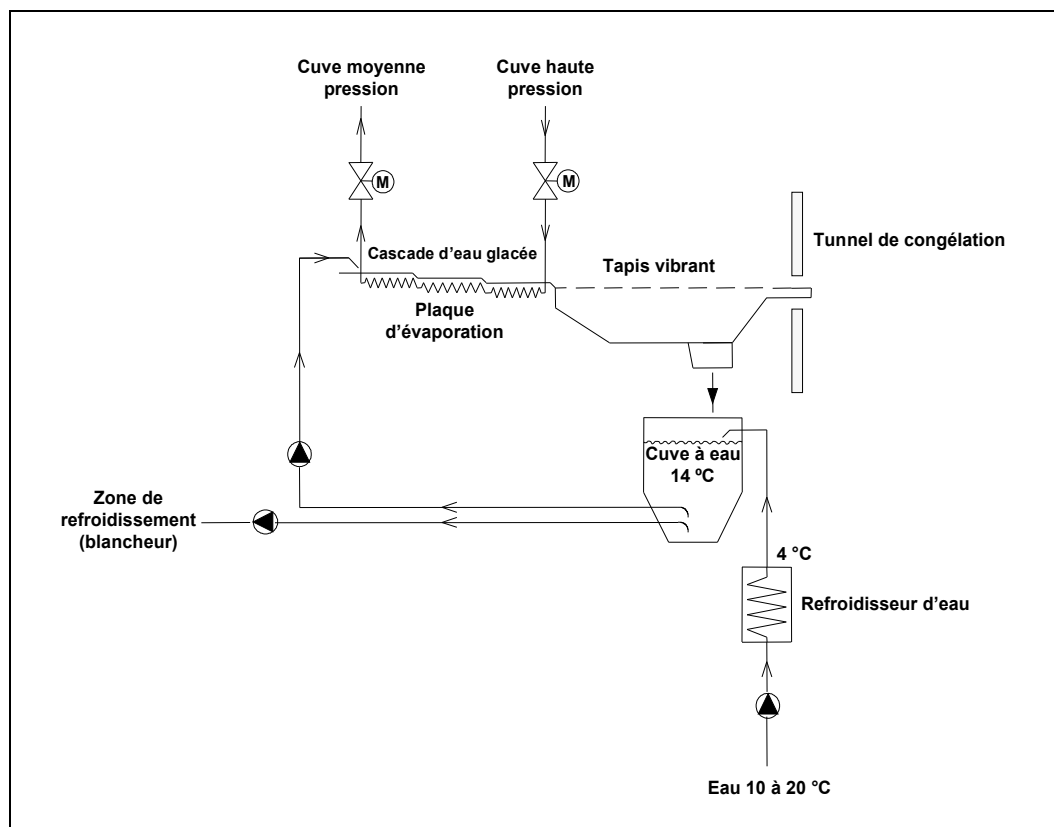 Cuve moyenne
pression
Cuve haute
pression
M
M
Cascade d'eau glacée
Tapis vibrant
Tunnel de congélation
Plaque
d'évaporation
Cuve à eau
14 ºC
Zone de
refroidissement
(blancheur)
4 °C
Refroidisseur d'eau
Eau 10 à 20 °C